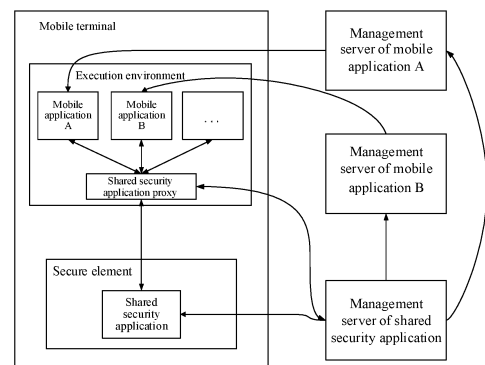 Mobile terminal
Execution environment
Mobile
application
A
Mobile
application
B
...
Shared security
application proxy
Secure element
Shared
security
application
Management
server of mobile
application A
Management
server of mobile
application B
Management
server of shared
security application